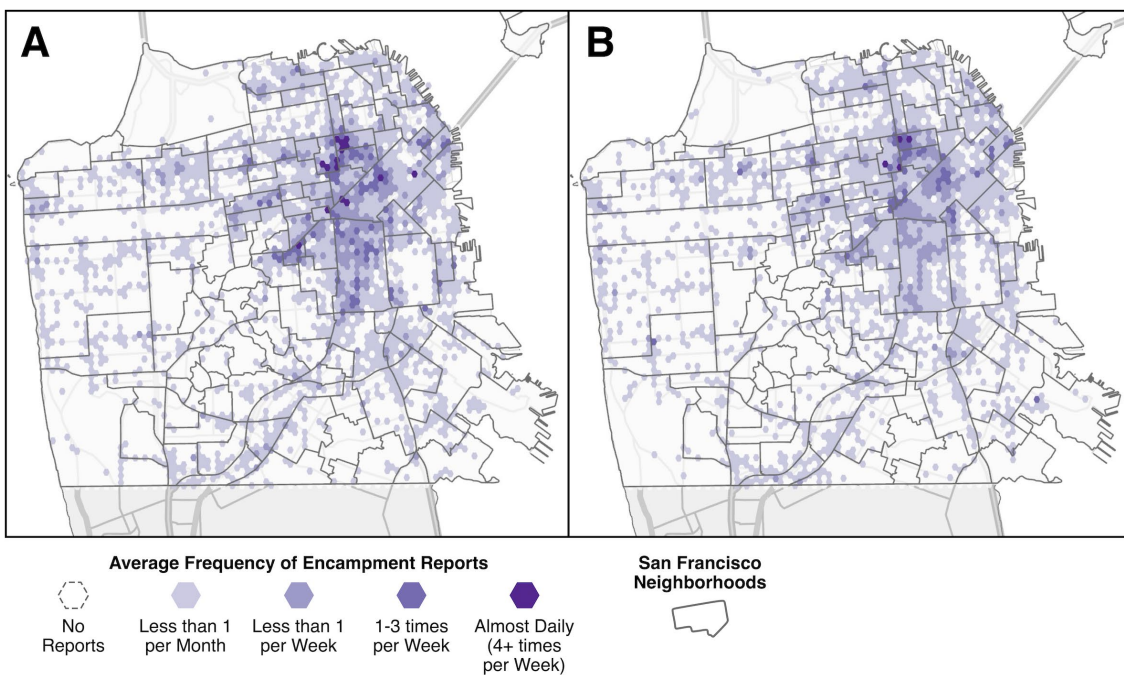 A
B
Average Frequency of Encampment Reports
No
Reports
Less than 1
per Month
Less than 1
per Week
1-3 times
per Week
Almost Daily
(4+ times
per Week)
San Francisco
Neighborhoods